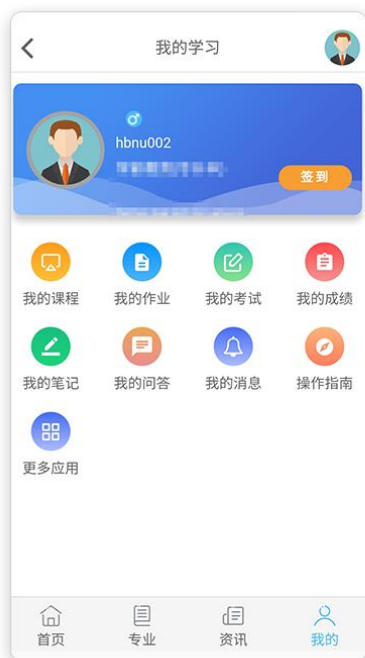 我的学习
hbnu002
签到
我的课程 我的作业 我的考试 我的成绩
我的笔记 我的问答 我的消息 操作指南
更多应用
首页 专业 资讯 我的